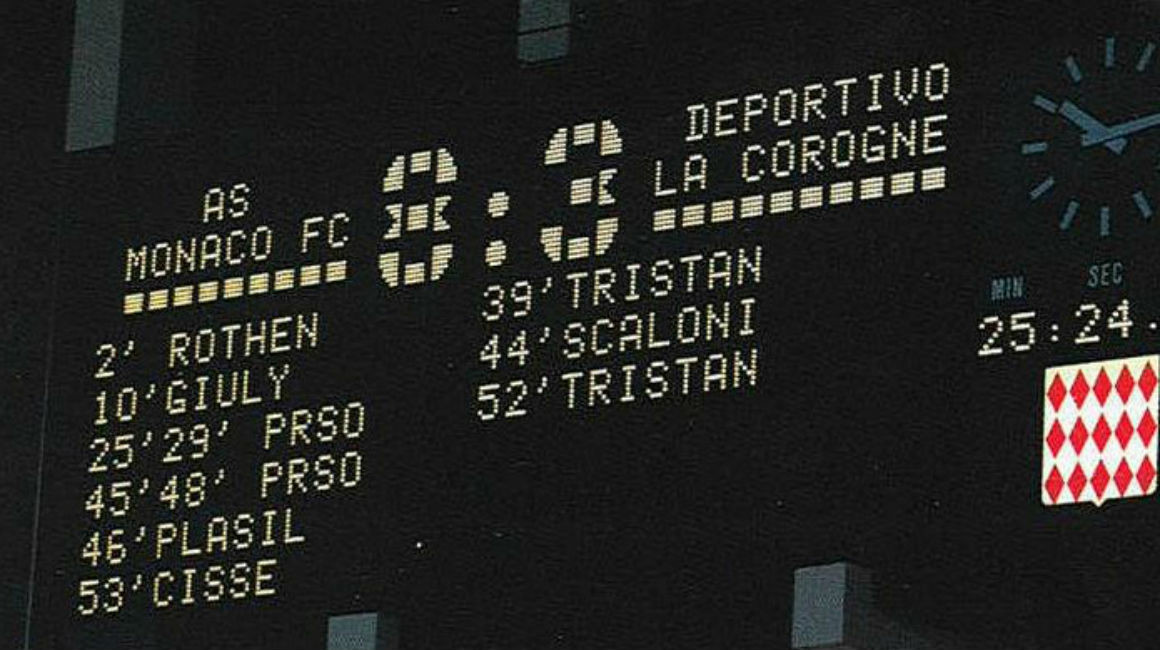 AS
MONACO FC
8:3
DEPORTIVO
LA COROGNE
2' ROTHEN
10'GIULY
25'29' PRSO
45'48' PRSO
46'PLASIL
53'CISSE
39'TRISTAN
44'SCALONI
52'TRISTAN
MIN SEC
25:24.